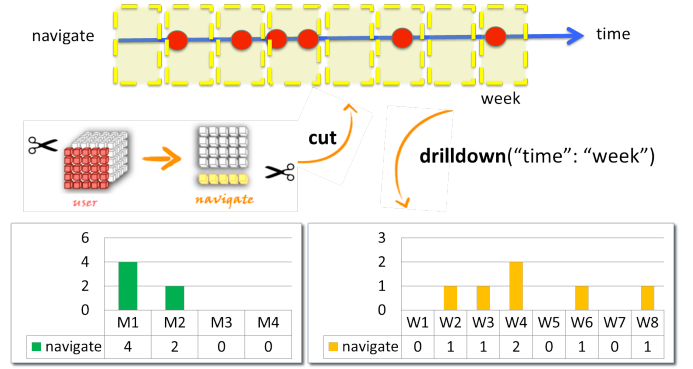 navigate
time
week
user
navigate
cut
drilldown("time": "week")
6
4
2
0
M1 M2 M3 M4
navigate 4 2 0 0
3
2
1
0
W1 W2 W3 W4 W5 W6 W7 W8
navigate 0 1 1 2 0 1 0 1